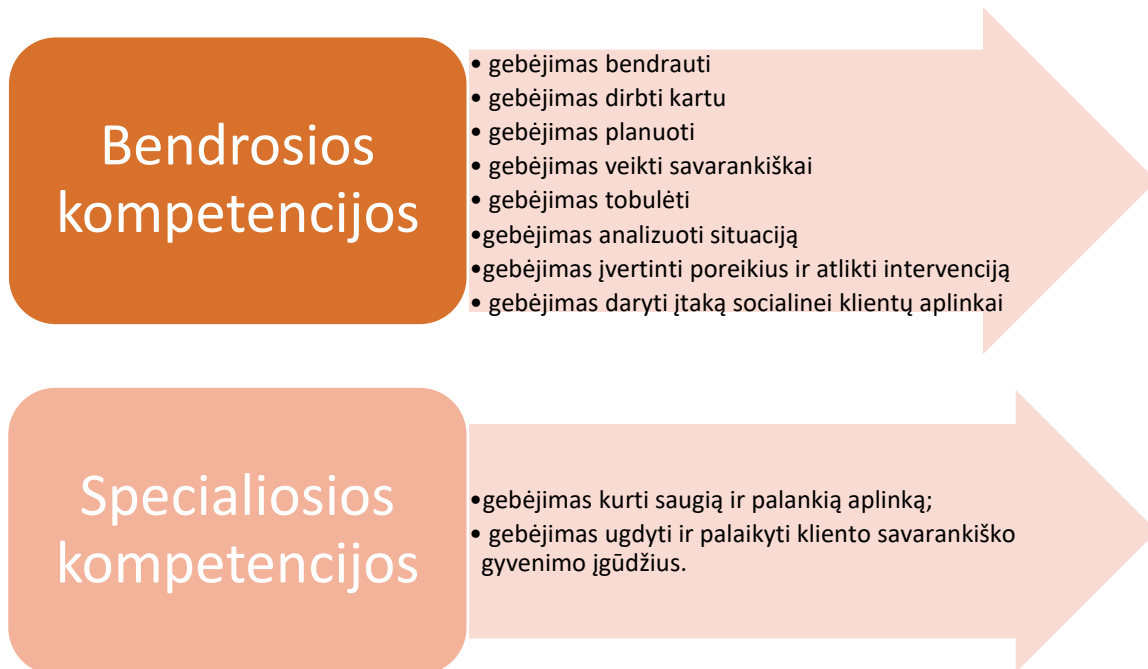 Bendrosios
kompetencijos
• gebėjimas bendrauti
• gebėjimas dirbti kartu
• gebėjimas planuoti
• gebėjimas veikti savarankiškai
• gebėjimas tobulėti
•gebėjimas analizuoti situaciją
•gebėjimas įvertinti poreikius ir atlikti intervenciją
• gebėjimas daryti įtaką socialinei klientų aplinkai
Specialiosios
kompetencijos
•gebėjimas kurti saugią ir palankią aplinką;
• gebėjimas ugdyti ir palaikyti kliento savarankiško
gyvenimo įgūdžius.